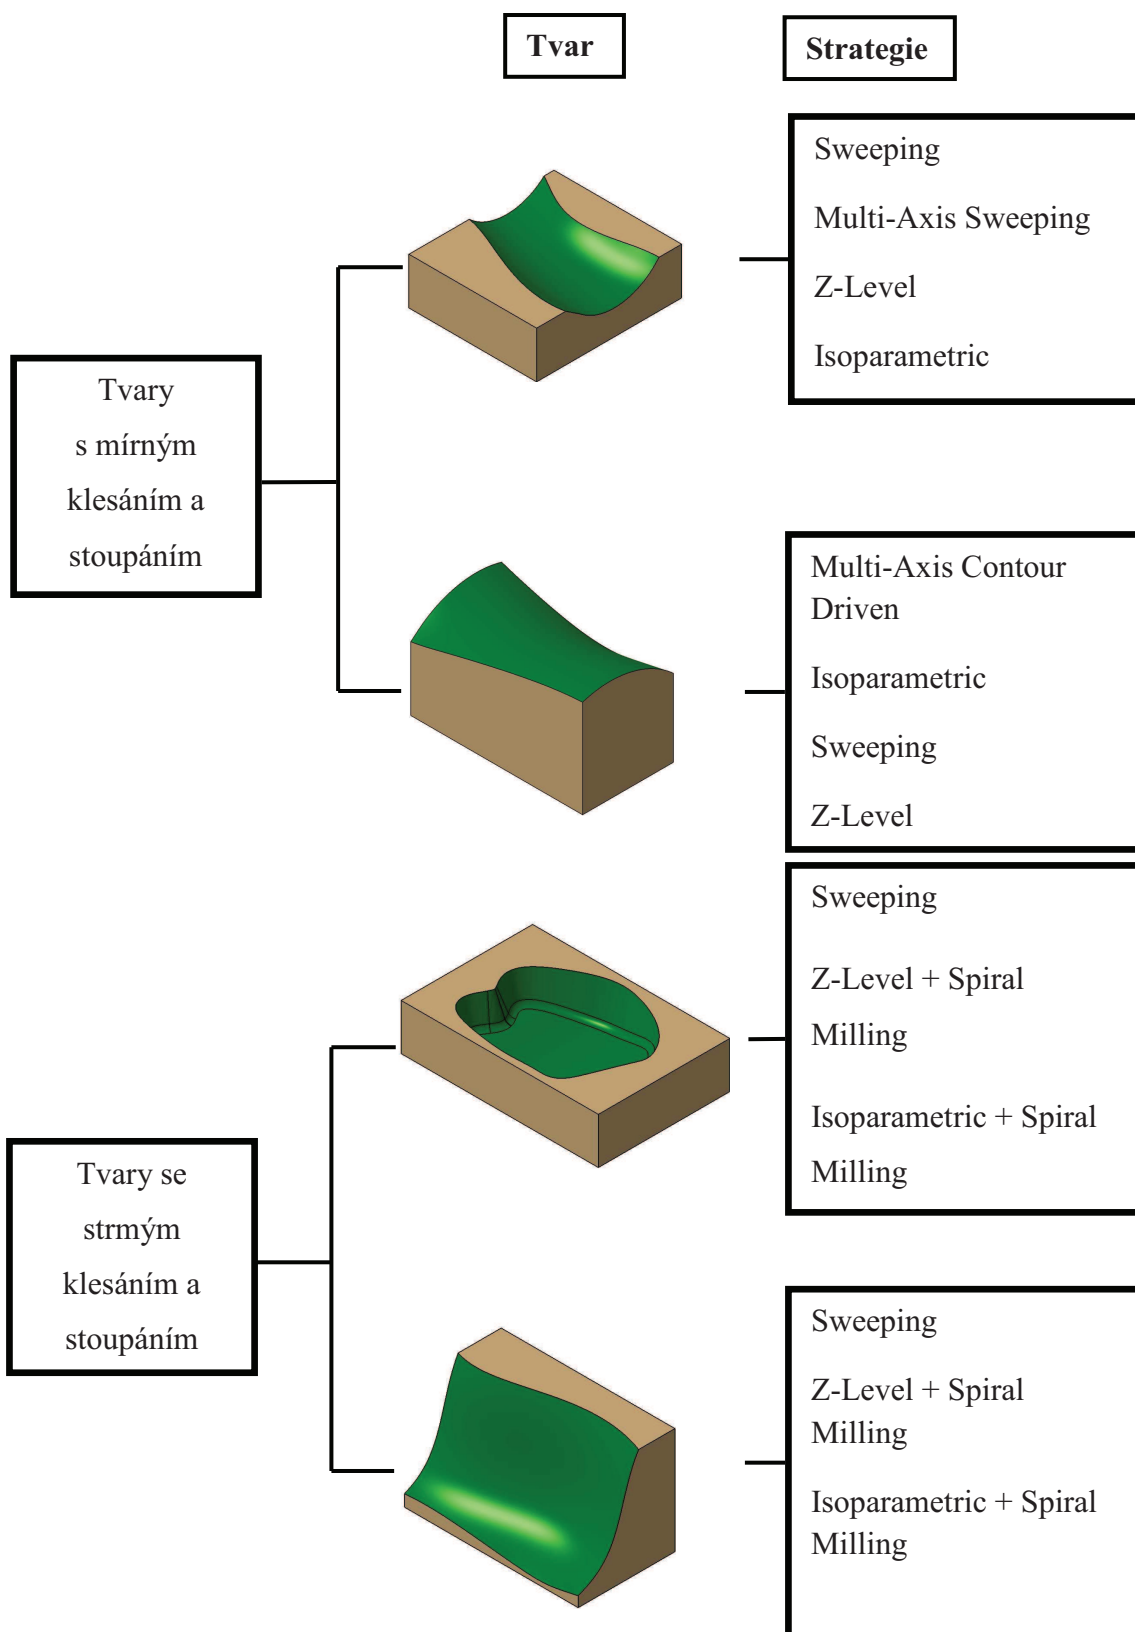 Tvar
Strategie
Tvary
s mírným
klesáním a
stoupáním
Sweeping
Multi-Axis Sweeping
Z-Level
Isoparametric
Multi-Axis Contour
Driven
Isoparametric
Sweeping
Z-Level
Tvary se
strmým
klesáním a
stoupáním
Sweeping
Z-Level + Spiral
Milling
Isoparametric + Spiral
Milling
Sweeping
Z-Level + Spiral
Milling
Isoparametric + Spiral
Milling